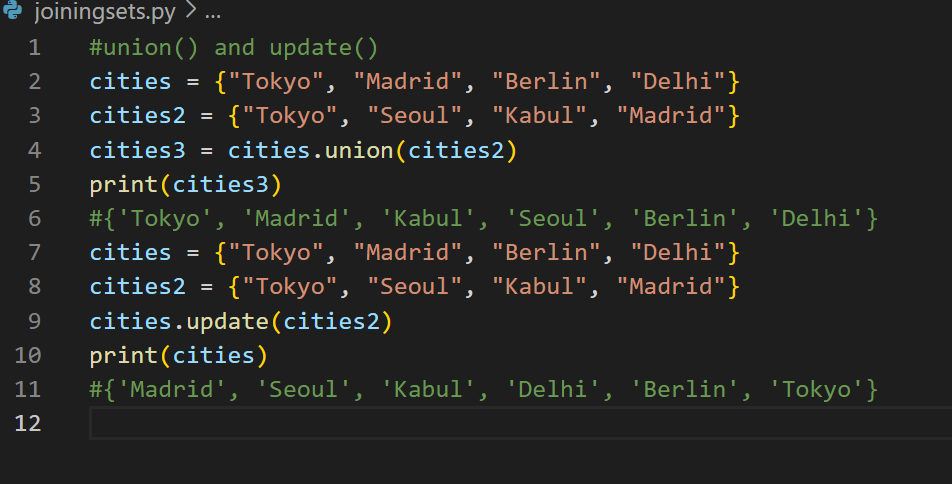 joiningsets.py > ...
1 #union() and update()
2 cities = {"Tokyo", "Madrid", "Berlin", "Delhi"}
3 cities2 = {"Tokyo", "Seoul", "Kabul", "Madrid"}
4 cities3 = cities.union(cities2)
5 print(cities3)
6 #{'Tokyo', 'Madrid', 'Kabul', 'Seoul', 'Berlin', 'Delhi'}
7 cities = {"Tokyo", "Madrid", "Berlin", "Delhi"}
8 cities2 = {"Tokyo", "Seoul", "Kabul", "Madrid"}
9 cities.update(cities2)
10 print(cities)
11 #{'Madrid', 'Seoul', 'Kabul', 'Delhi', 'Berlin', 'Tokyo'}
12